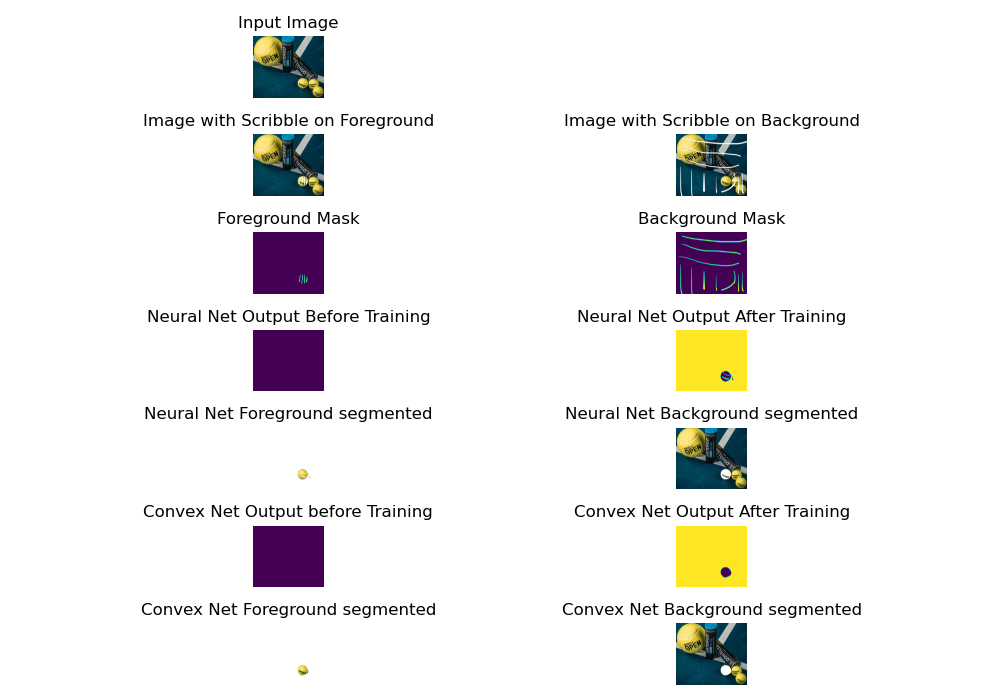 Input Image
Image with Scribble on Foreground
Image with Scribble on Background
Foreground Mask
Background Mask
Neural Net Output Before Training
Neural Net Output After Training
Neural Net Foreground segmented
Neural Net Background segmented
Convex Net Output before Training
Convex Net Output After Training
Convex Net Foreground segmented
Convex Net Background segmented